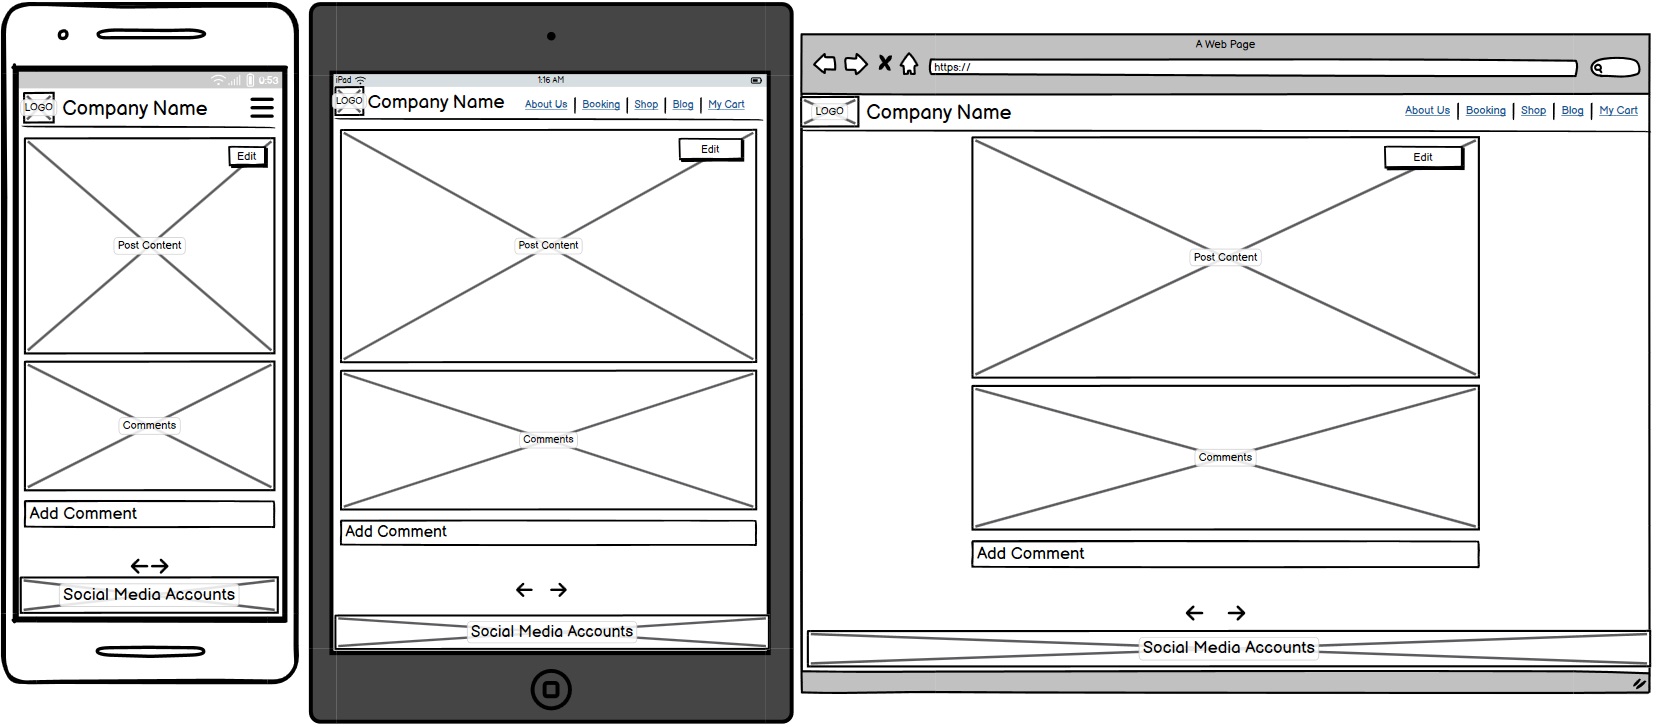 0:53
LOGO
Company Name
Edit
Post Content
Comments
Add Comment
Social Media Accounts
iPad
1:16 AM
LOGO
Company Name
About Us
Booking
Shop
Blog
My Cart
Edit
Post Content
Comments
Add Comment
Social Media Accounts
A Web Page
https://
LOGO
Company Name
About Us
Booking
Shop
Blog
My Cart
Edit
Post Content
Comments
Add Comment
Social Media Accounts